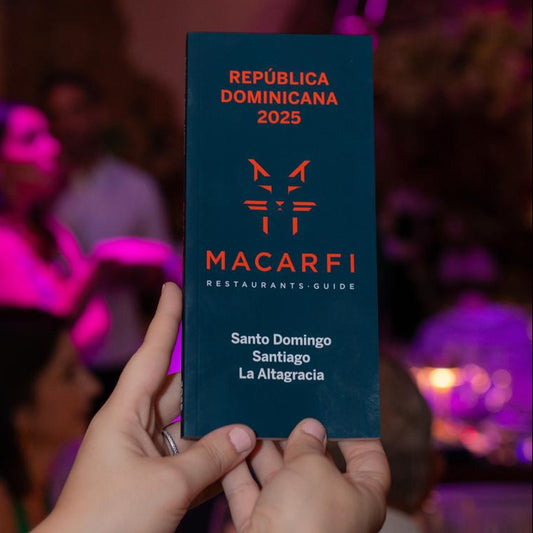 REPÚBLICA
DOMINICANA
2025
MACARFI
RESTAURANTS·GUIDE
Santo Domingo
Santiago
La Altagracia